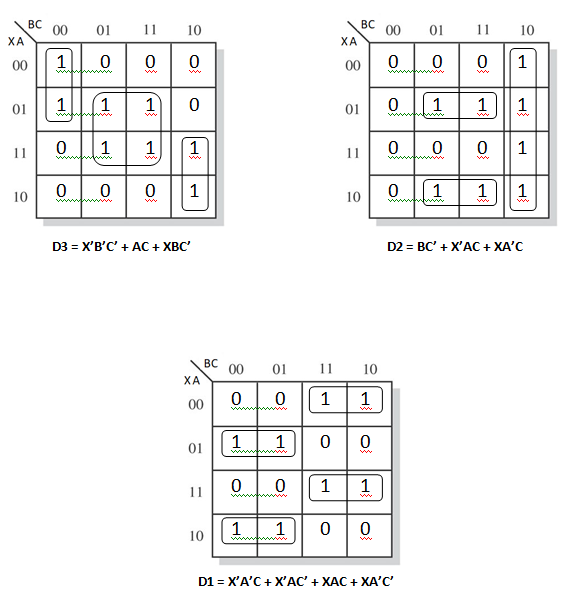 BC 00 01 11 10
XA
00 1 0 0 0
01 1 1 1 0
11 0 1 1 1
10 0 0 0 1
D3 = X’B’C’ + AC + XBC’
BC 00 01 11 10
XA
00 0 0 0 1
01 0 1 1 1
11 0 0 0 1
10 0 1 1 1
D2 = BC’ + X’AC + XA’C
BC 00 01 11 10
XA
00 0 0 1 1
01 1 1 0 0
11 0 0 1 1
10 1 1 0 0
D1 = X’A’C + X’AC’ + XAC + XA’C’